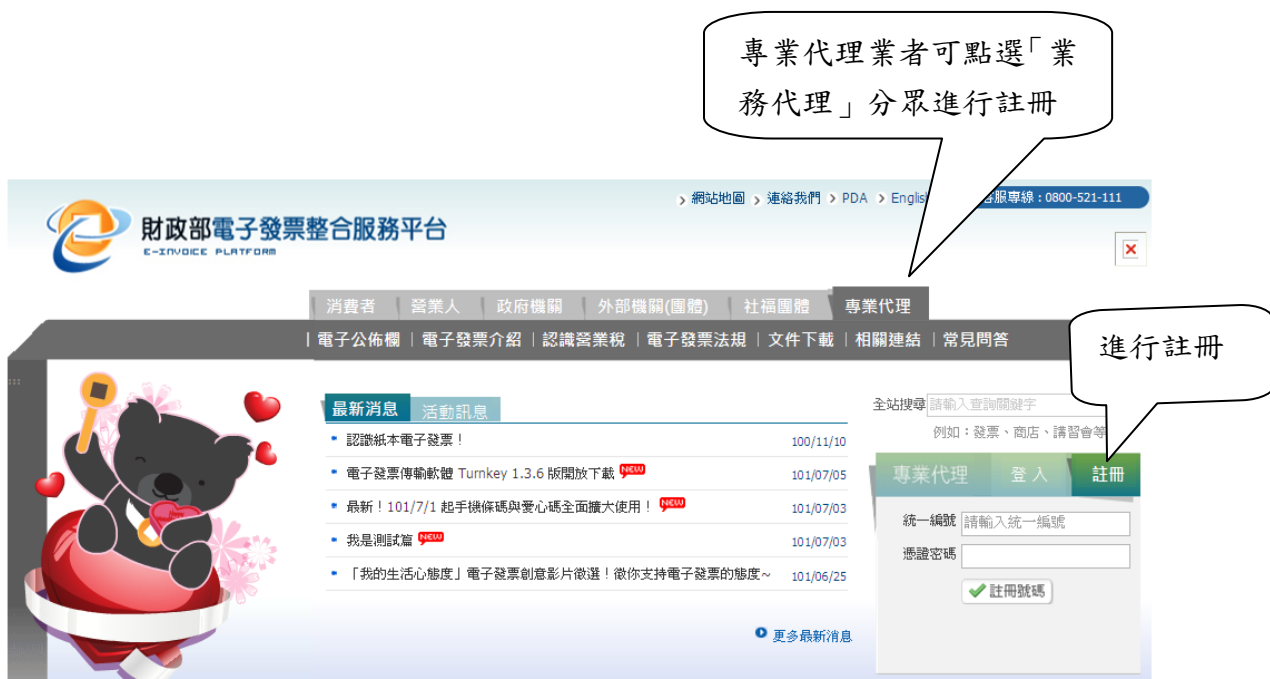 專業代理業者可點選「業
務代理」分眾進行註冊
網站地圖 連絡我們 PDA Englis 客服專線：0800-521-111
財政部電子發票整合服務平台
E-INVOICE PLATFORM
消費者 營業人 政府機關 外部機關(團體) 社福團體 專業代理
電子公佈欄 | 電子發票介紹 | 認識營業稅 | 電子發票法規 | 文件下載 | 相關連結 | 常見問答
進行註冊
最新消息 活動訊息
認識紙本電子發票！ 100/11/10
電子發票傳輸軟體 Turnkey 1.3.6 版開放下載 NEW 101/07/05
最新！101/7/1 起手機條碼與愛心碼全面擴大使用！ NEW 101/07/03
我是測試篇 NEW 101/07/03
「我的生活心態度」電子發票創意影片徵選！徵你支持電子發票的態度~ 101/06/25
更多最新消息
全站搜尋 請輸入查詢關鍵字
例如：發票、商店、講習會等
專業代理 登入 註冊
統一編號 請輸入統一編號
憑證密碼
註冊號碼